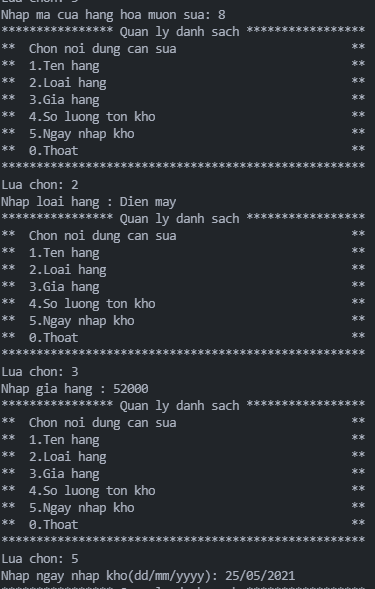 Lua chon: 5
Nhap ma cua hang hoa muon sua: 8
**************** Quan ly danh sach *****************
**  Chon noi dung can sua                         **
**  1.Ten hang                                    **
**  2.Loai hang                                   **
**  3.Gia hang                                    **
**  4.So luong ton kho                            **
**  5.Ngay nhap kho                               **
**  0.Thoat                                       **
****************************************************
Lua chon: 2
Nhap loai hang : Dien may
**************** Quan ly danh sach *****************
**  Chon noi dung can sua                         **
**  1.Ten hang                                    **
**  2.Loai hang                                   **
**  3.Gia hang                                    **
**  4.So luong ton kho                            **
**  5.Ngay nhap kho                               **
**  0.Thoat                                       **
****************************************************
Lua chon: 3
Nhap gia hang : 52000
**************** Quan ly danh sach *****************
**  Chon noi dung can sua                         **
**  1.Ten hang                                    **
**  2.Loai hang                                   **
**  3.Gia hang                                    **
**  4.So luong ton kho                            **
**  5.Ngay nhap kho                               **
**  0.Thoat                                       **
****************************************************
Lua chon: 5
Nhap ngay nhap kho(dd/mm/yyyy): 25/05/2021